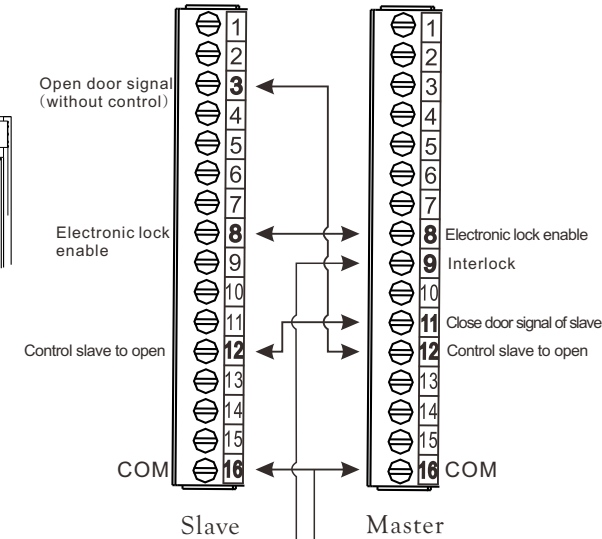 1 1
2 2
Open door signal 3 3
(without control)
4 4
5 5
6 6
7 7
Electronic lock 8 8 Electronic lock enable
enable
9 9 Interlock
10 10
11 11 Close door signal of slave
Control slave to open 12 12 Control slave to open
13 13
14 14
15 15
COM 16 16 COM
Slave Master